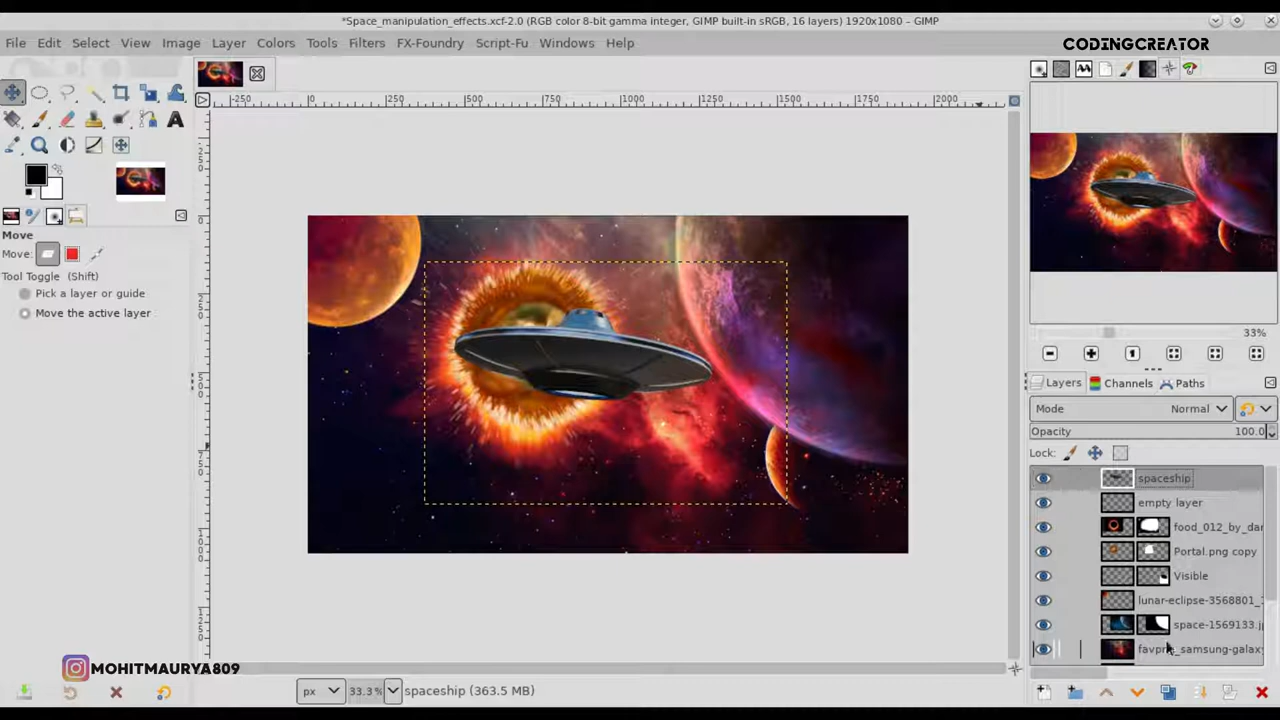 *Space_manipulation_effects.xcf-2.0 (RGB color 8-bit gamma integer, GIMP built-in sRGB, 16 layers) 1920x1080 – GIMP
File Edit Select View Image Layer Colors Tools Filters FX-Foundry Script-Fu Windows Help
CODINGCREATOR
-250 0 250 500 750 1000 1250 1500 1750 2000
Move
Move:
Tool Toggle (Shift)
Pick a layer or guide
Move the active layer
33%
Layers Channels Paths
Mode Normal
Opacity 100.0
Lock:
spaceship
empty layer
food_012_by_dar
Portal.png copy
Visible
lunar-eclipse-3568801_1
space-1569133.jp
MOHITMAURYA809
px 33.3% spaceship (363.5 MB)